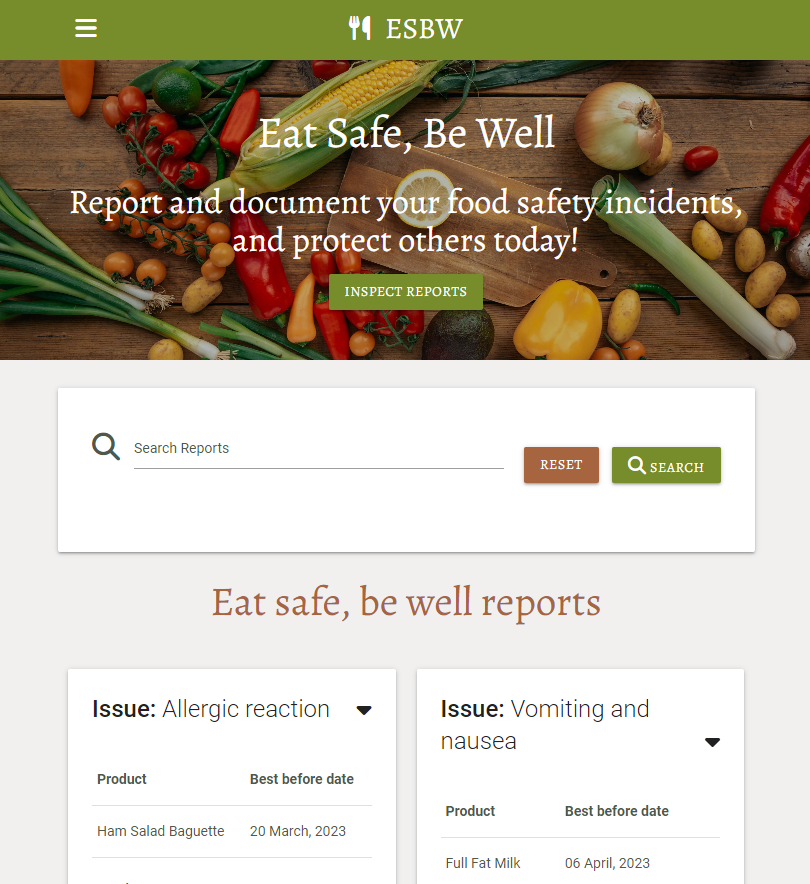 ESBW
Eat Safe, Be Well
Report and document your food safety incidents,
and protect others today!
INSPECT REPORTS
Search Reports
RESET
SEARCH
Eat safe, be well reports
Issue: Allergic reaction
Product Best before date
Ham Salad Baguette 20 March, 2023
Issue: Vomiting and
nausea
Product Best before date
Full Fat Milk 06 April, 2023